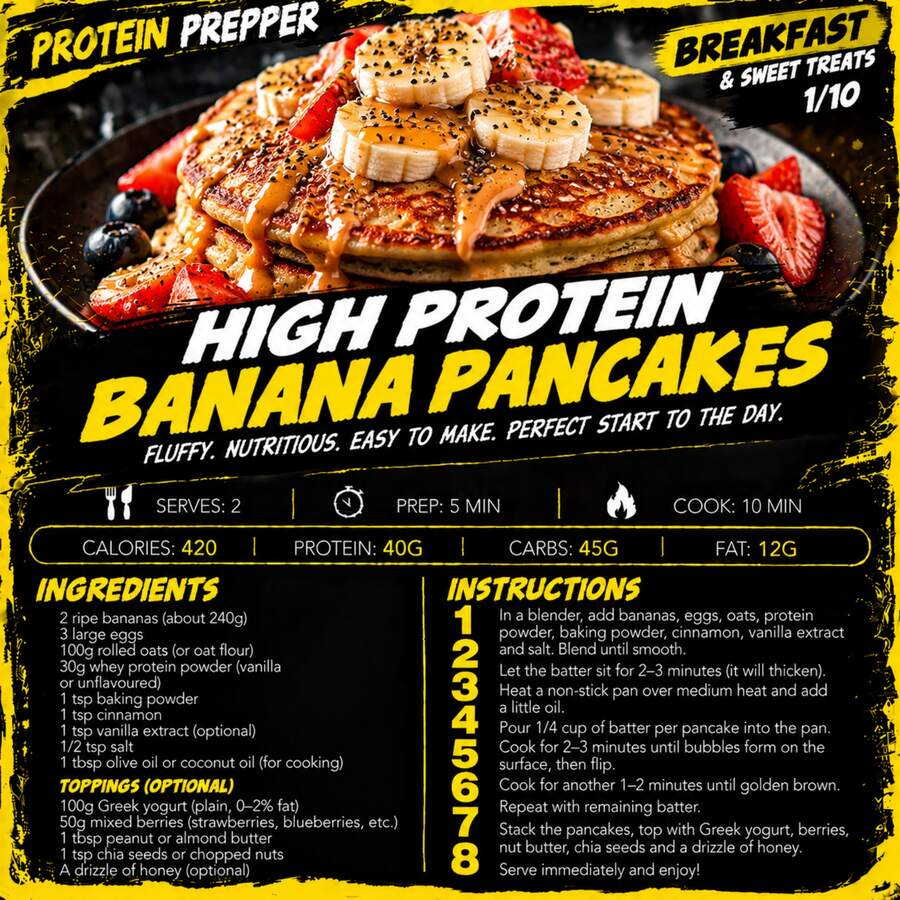 PROTEIN PREPPER
BREAKFAST
& SWEET TREATS
1/10
HIGH PROTEIN
BANANA PANCAKES
FLUFFY. NUTRITIOUS. EASY TO MAKE. PERFECT START TO THE DAY.
SERVES: 2
PREP: 5 MIN
COOK: 10 MIN
CALORIES: 420
PROTEIN: 40G
CARBS: 45G
FAT: 12G
INGREDIENTS
2 ripe bananas (about 240g)
3 large eggs
100g rolled oats (or oat flour)
30g whey protein powder (vanilla
or unflavoured)
1 tsp baking powder
1 tsp cinnamon
1 tsp vanilla extract (optional)
1/2 tsp salt
1 tbsp olive oil or coconut oil (for cooking)
TOPPINGS (OPTIONAL)
100g Greek yogurt (plain, 0–2% fat)
50g mixed berries (strawberries, blueberries, etc.)
1 tbsp peanut or almond butter
1 tsp chia seeds or chopped nuts
A drizzle of honey (optional)
INSTRUCTIONS
1 In a blender, add bananas, eggs, oats, protein
powder, baking powder, cinnamon, vanilla extract
and salt. Blend until smooth.
2 Let the batter sit for 2–3 minutes (it will thicken).
3 Heat a non-stick pan over medium heat and add
a little oil.
4 Pour 1/4 cup of batter per pancake into the pan.
5 Cook for 2–3 minutes until bubbles form on the
surface, then flip.
6 Cook for another 1–2 minutes until golden brown.
Repeat with remaining batter.
7 Stack the pancakes, top with Greek yogurt, berries,
nut butter, chia seeds and a drizzle of honey.
8 Serve immediately and enjoy!